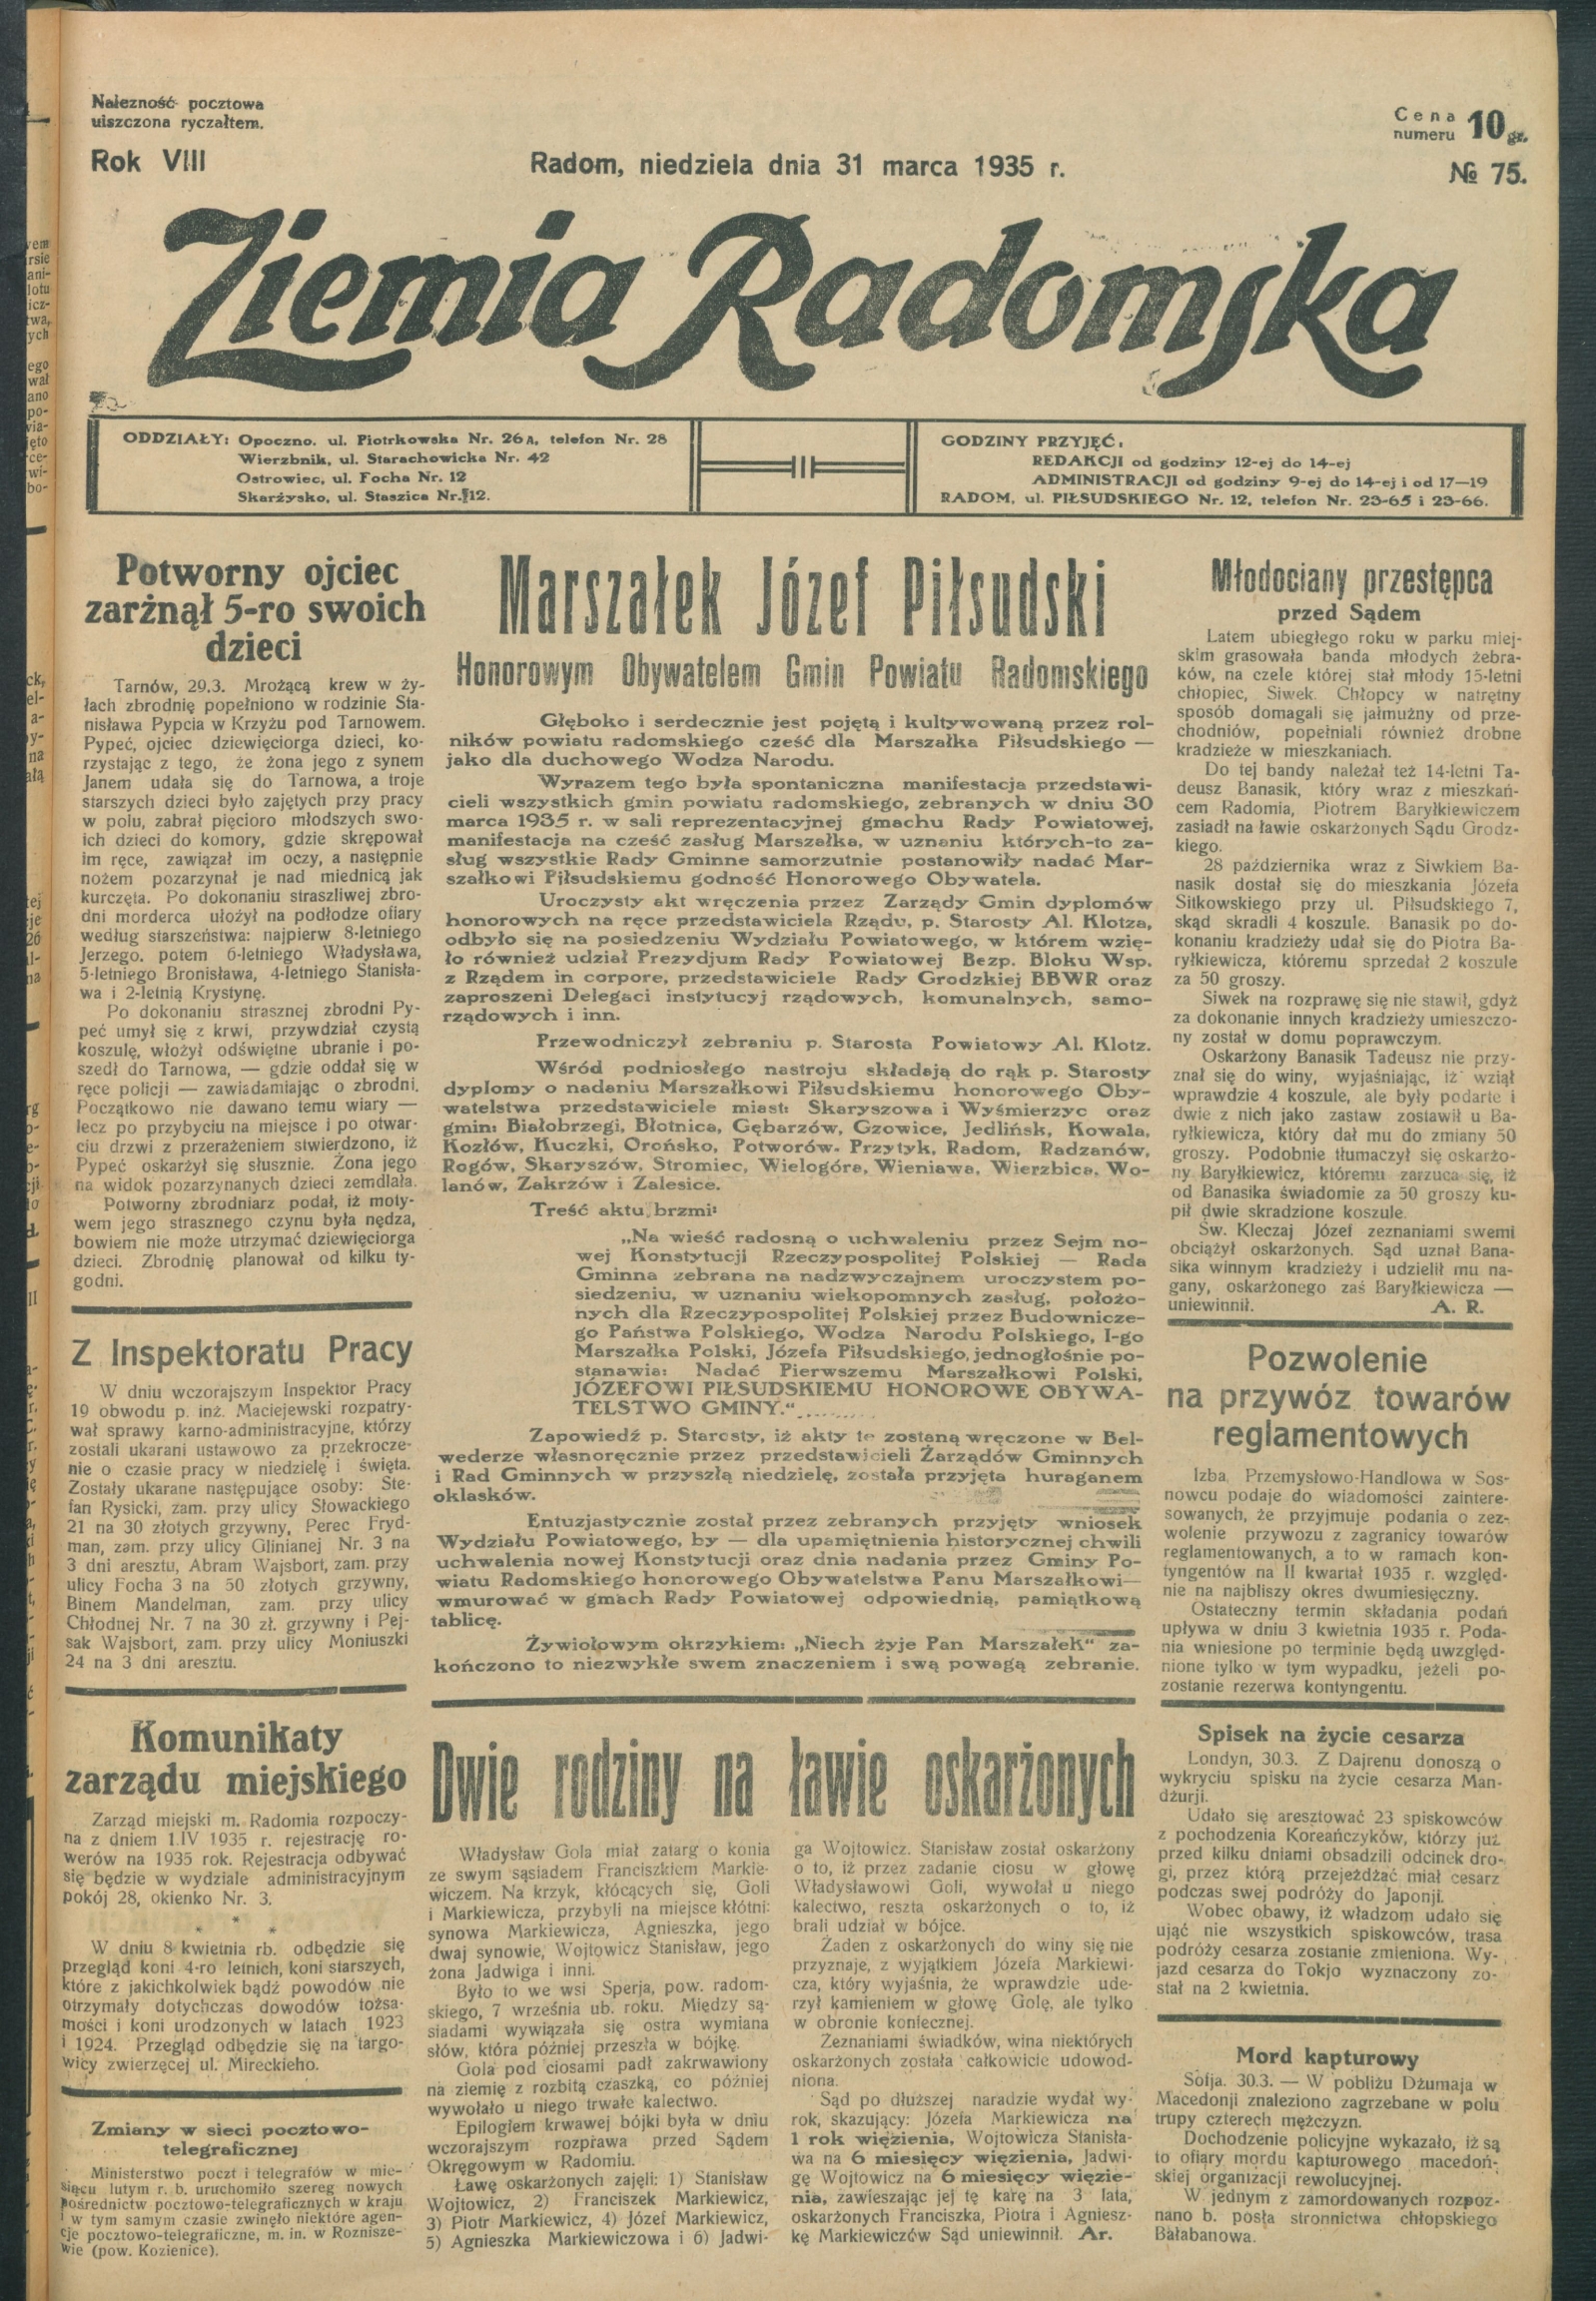 Należność pocztowa
uiszczona ryczałtem.
Cena
numeru 10 gr.
Rok VIII
Radom, niedziela dnia 31 marca 1935 r.
№ 75.
Ziemia Radomska
ODDZIAŁY: Opoczno. ul. Piotrkowska Nr. 26A, telefon Nr. 28
Wierzbnik, ul. Starachowicka Nr. 42
Ostrowiec, ul. Focha Nr. 12
Skarżysko, ul. Staszica Nr. 12.
GODZINY PRZYJĘĆ,
REDAKCJI od godziny 12-ej do 14-ej
ADMINISTRACJI od godziny 9-ej do 14-ej i od 17—19
RADOM, ul. PIŁSUDSKIEGO Nr. 12, telefon Nr. 23-65 i 23-66.
Potworny ojciec
zarżnął 5-ro swoich
dzieci
Tarnów, 29.3. Mrożącą krew w ży-
łach zbrodnię popełniono w rodzinie Sta-
nisława Pypcia w Krzyżu pod Tarnowem.
Pypeć, ojciec dziewięciorga dzieci, ko-
rzystając z tego, że żona jego z synem
Janem udała się do Tarnowa, a troje
starszych dzieci było zajętych przy pracy
w polu, zabrał pięcioro młodszych swo-
ich dzieci do komory, gdzie skrępował
im ręce, zawiązał im oczy, a następnie
nożem pozarzynał je nad miednicą jak
kurczęta. Po dokonaniu straszliwej zbro-
dni morderca ułożył na podłodze ofiary
według starszeństwa: najpierw 8-letniego
Jerzego. potem 6-letniego Władysława,
5-letniego Bronisława, 4-letniego Stanisła-
wa i 2-letnią Krystynę.
Po dokonaniu strasznej zbrodni Py-
peć umył się z krwi, przywdział czystą
koszulę, włożył odświętne ubranie i po-
szedł do Tarnowa, — gdzie oddał się w
ręce policji — zawiadamiając o zbrodni.
Początkowo nie dawano temu wiary —
lecz po przybyciu na miejsce i po otwar-
ciu drzwi z przerażeniem stwierdzono, iż
Pypeć oskarżył się słusznie. Żona jego
na widok pozarzynanych dzieci zemdlała.
Potworny zbrodniarz podał, iż moty-
wem jego strasznego czynu była nędza,
bowiem nie może utrzymać dziewięciorga
dzieci. Zbrodnię planował od kilku ty-
godni.
Z Inspektoratu Pracy
W dniu wczorajszym Inspektor Pracy
19 obwodu p. inż. Maciejewski rozpatry-
wał sprawy karno-administracyjne, którzy
zostali ukarani ustawowo za przekrocze-
nie o czasie pracy w niedzielę i święta.
Zostały ukarane następujące osoby: Ste-
fan Rysicki, zam. przy ulicy Słowackiego
21 na 30 złotych grzywny, Perec Fryd-
man, zam. przy ulicy Glinianej Nr. 3 na
3 dni aresztu, Abram Wajsbort, zam. przy
ulicy Focha 3 na 50 złotych grzywny,
Binem Mandelman, zam. przy ulicy
Chłodnej Nr. 7 na 30 zł. grzywny i Pej-
sak Wajsbort, zam. przy ulicy Moniuszki
24 na 3 dni aresztu.
Komunikaty
zarządu miejskiego
Zarząd miejski m. Radomia rozpoczy-
na z dniem 1.IV 1935 r. rejestrację ro-
werów na 1935 rok. Rejestracja odbywać
się będzie w wydziale administracyjnym
pokój 28, okienko Nr. 3.
* * *
W dniu 8 kwietnia rb. odbędzie się
przegląd koni 4-ro letnich, koni starszych,
które z jakichkolwiek bądź powodów nie
otrzymały dotychczas dowodów tożsa-
mości i koni urodzonych w latach 1923
i 1924. Przegląd odbędzie się na targo-
wicy zwierzęcej ul. Mireckieho.
Zmiany w sieci pocztowo-
telegraficznej
Ministerstwo poczt i telegrafów w mie-
siącu lutym r. b. uruchomiło szereg nowych
pośrednictw pocztowo-telegraficznych w kraju
i w tym samym czasie zwinęło niektóre agen-
cje pocztowo-telegraficzne, m. in. w Roznisze-
wie (pow. Kozienice).
Marszałek Józef Piłsudski
Honorowym Obywatelem Gmin Powiatu Radomskiego
Głęboko i serdecznie jest pojętą i kultywowaną przez rol-
ników powiatu radomskiego cześć dla Marszałka Piłsudskiego —
jako dla duchowego Wodza Narodu.
Wyrazem tego była spontaniczna manifestacja przedstawi-
cieli wszystkich gmin powiatu radomskiego, zebranych w dniu 30
marca 1935 r. w sali reprezentacyjnej gmachu Rady Powiatowej,
manifestacja na cześć zasług Marszałka, w uznaniu których-to za-
sług wszystkie Rady Gminne samorzutnie postanowiły nadać Mar-
szałkowi Piłsudskiemu godność Honorowego Obywatela.
Uroczysty akt wręczenia przez Zarządy Gmin dyplomów
honorowych na ręce przedstawiciela Rządu, p. Starosty Al. Klotza,
odbyło się na posiedzeniu Wydziału Powiatowego, w którem wzię-
ło również udział Prezydjum Rady Powiatowej Bezp. Bloku Wsp.
z Rządem in corpore, przedstawiciele Rady Grodzkiej BBWR oraz
zaproszeni Delegaci instytucyj rządowych, komunalnych, samo-
rządowych i inn.
Przewodniczył zebraniu p. Starosta Powiatowy Al. Klotz.
Wśród podniosłego nastroju składają do rąk p. Starosty
dyplomy o nadaniu Marszałkowi Piłsudskiemu honorowego Oby-
watelstwa przedstawiciele miast: Skaryszowa i Wyśmierzyc oraz
gmin: Białobrzegi, Błotnica, Gębarzów, Gzowice, Jedlińsk, Kowala,
Kozłów, Kuczki, Orońsko, Potworów. Przytyk, Radom, Radzanów,
Rogów, Skaryszów, Stromiec, Wielogóra, Wieniawa, Wierzbica, Wo-
lanów, Zakrzów i Zalesice.
Treść aktu brzmi:
„Na wieść radosną o uchwaleniu przez Sejm no-
wej Konstytucji Rzeczypospolitej Polskiej — Rada
Gminna zebrana na nadzwyczajnem uroczystem po-
siedzeniu, w uznaniu wiekopomnych zasług, położo-
nych dla Rzeczypospolitej Polskiej przez Budownicze-
go Państwa Polskiego, Wodza Narodu Polskiego, I-go
Marszałka Polski, Józefa Piłsudskiego, jednogłośnie po-
stanawia: Nadać Pierwszemu Marszałkowi Polski,
JÓZEFOWI PIŁSUDSKIEMU HONOROWE OBYWA-
TELSTWO GMINY.“
Zapowiedź p. Starosty, iż akty te zostaną wręczone w Bel-
wederze własnoręcznie przez przedstawicieli Żarządów Gminnych
i Rad Gminnych w przyszłą niedzielę, została przyjęta huraganem
oklasków.
Entuzjastycznie został przez zebranych przyjęty wniosek
Wydziału Powiatowego, by — dla upamiętnienia historycznej chwili
uchwalenia nowej Konstytucji oraz dnia nadania przez Gminy Po-
wiatu Radomskiego honorowego Obywatelstwa Panu Marszałkowi—
wmurować w gmach Rady Powiatowej odpowiednią, pamiątkową
tablicę.
Żywiołowym okrzykiem: „Niech żyje Pan Marszałek“ za-
kończono to niezwykłe swem znaczeniem i swą powagą zebranie.
Dwie rodziny na ławie oskarżonych
Władysław Gola miał zatarg o konia
ze swym sąsiadem Franciszkiem Markie-
wiczem. Na krzyk, kłócących się, Goli
i Markiewicza, przybyli na miejsce kłótni:
synowa Markiewicza, Agnieszka, jego
dwaj synowie, Wojtowicz Stanisław, jego
żona Jadwiga i inni.
Było to we wsi Sperja, pow. radom-
skiego, 7 września ub. roku. Między są-
siadami wywiązała się ostra wymiana
słów, która później przeszła w bójkę.
Gola pod ciosami padł zakrwawiony
na ziemię z rozbitą czaszką, co później
wywołało u niego trwałe kalectwo.
Epilogiem krwawej bójki była w dniu
wczorajszym rozprawa przed Sądem
Okręgowym w Radomiu.
Ławę oskarżonych zajęli: 1) Stanisław
Wojtowicz, 2) Franciszek Markiewicz,
3) Piotr Markiewicz, 4) Józef Markiewicz,
5) Agnieszka Markiewiczowa i 6) Jadwi-
ga Wojtowicz. Stanisław został oskarżony
o to, iż przez zadanie ciosu w głowę
Władysławowi Goli, wywołał u niego
kalectwo, reszta oskarżonych o to, iż
brali udział w bójce.
Żaden z oskarżonych do winy się nie
przyznaje, z wyjątkiem Józefa Markiewi-
cza, który wyjaśnia, że wprawdzie ude-
rzył kamieniem w głowę Golę, ale tylko
w obronie koniecznej.
Zeznaniami świadków, wina niektórych
oskarżonych została całkowicie udowod-
niona.
Sąd po dłuższej naradzie wydał wy-
rok, skazujący: Józefa Markiewicza na
1 rok więzienia, Wojtowicza Stanisła-
wa na 6 miesięcy więzienia, Jadwi-
gę Wojtowicz na 6 miesięcy więzie-
nia, zawieszając jej tę karę na 3 lata,
oskarżonych Franciszka, Piotra i Agniesz-
kę Markiewiczów Sąd uniewinnił. Ar.
Młodociany przestępca
przed Sądem
Latem ubiegłego roku w parku miej-
skim grasowała banda młodych żebra-
ków, na czele której stał młody 15-letni
chłopiec, Siwek. Chłopcy w natrętny
sposób domagali się jałmużny od prze-
chodniów, popełniali również drobne
kradzieże w mieszkaniach.
Do tej bandy należał też 14-letni Ta-
deusz Banasik, który wraz z mieszkań-
cem Radomia, Piotrem Baryłkiewiczem
zasiadł na ławie oskarżonych Sądu Grodz-
kiego.
28 października wraz z Siwkiem Ba-
nasik dostał się do mieszkania Józefa
Sitkowskiego przy ul. Piłsudskiego 7,
skąd skradli 4 koszule. Banasik po do-
konaniu kradzieży udał się do Piotra Ba-
ryłkiewicza, któremu sprzedał 2 koszule
za 50 groszy.
Siwek na rozprawę się nie stawił, gdyż
za dokonanie innych kradzieży umieszczo-
ny został w domu poprawczym.
Oskarżony Banasik Tadeusz nie przy-
znał się do winy, wyjaśniając, iż wziął
wprawdzie 4 koszule, ale były podarte i
dwie z nich jako zastaw zostawił u Ba-
ryłkiewicza, który dał mu do zmiany 50
groszy. Podobnie tłumaczył się oskarżo-
ny Baryłkiewicz, któremu zarzuca się, iż
od Banasika świadomie za 50 groszy ku-
pił dwie skradzione koszule.
Św. Kleczaj Józef zeznaniami swemi
obciążył oskarżonych. Sąd uznał Bana-
sika winnym kradzieży i udzielił mu na-
gany, oskarżonego zaś Baryłkiewicza —
uniewinnił. A. R.
Pozwolenie
na przywóz towarów
reglamentowych
Izba Przemysłowo-Handlowa w Sos-
nowcu podaje do wiadomości zaintere-
sowanych, że przyjmuje podania o zez-
wolenie przywozu z zagranicy towarów
reglamentowanych, a to w ramach kon-
tyngentów na II kwartał 1935 r. względ-
nie na najbliszy okres dwumiesięczny.
Ostateczny termin składania podań
upływa w dniu 3 kwietnia 1935 r. Poda-
nia wniesione po terminie będą uwzględ-
nione tylko w tym wypadku, jeżeli po-
zostanie rezerwa kontyngentu.
Spisek na życie cesarza
Londyn, 30.3. Z Dajrenu donoszą o
wykryciu spisku na życie cesarza Man-
dżurji.
Udało się aresztować 23 spiskowców
z pochodzenia Koreańczyków, którzy już
przed kilku dniami obsadzili odcinek dro-
gi, przez którą przejeżdżać miał cesarz
podczas swej podróży do Japonji.
Wobec obawy, iż władzom udało się
ująć nie wszystkich spiskowców, trasa
podróży cesarza zostanie zmieniona. Wy-
jazd cesarza do Tokjo wyznaczony zo-
stał na 2 kwietnia.
Mord kapturowy
Sofja. 30.3. — W pobliżu Dżumaja w
Macedonji znaleziono zagrzebane w polu
trupy czterech mężczyzn.
Dochodzenie policyjne wykazało, iż są
to ofiary mordu kapturowego macedoń-
skiej organizacji rewolucyjnej.
W jednym z zamordowanych rozpoz-
nano b. posła stronnictwa chłopskiego
Bałabanowa.